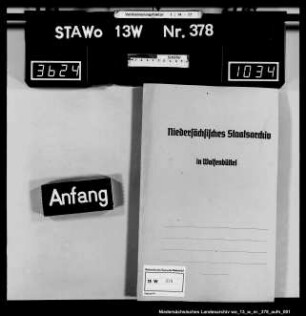 STAWo 13W Nr. 378
3624
1034
Niedersächsisches Staatsarchiv
in Wolfenbüttel
Anfang
Niedersächsisches Landesarchiv wo_13_w_nr_378_aufn_001